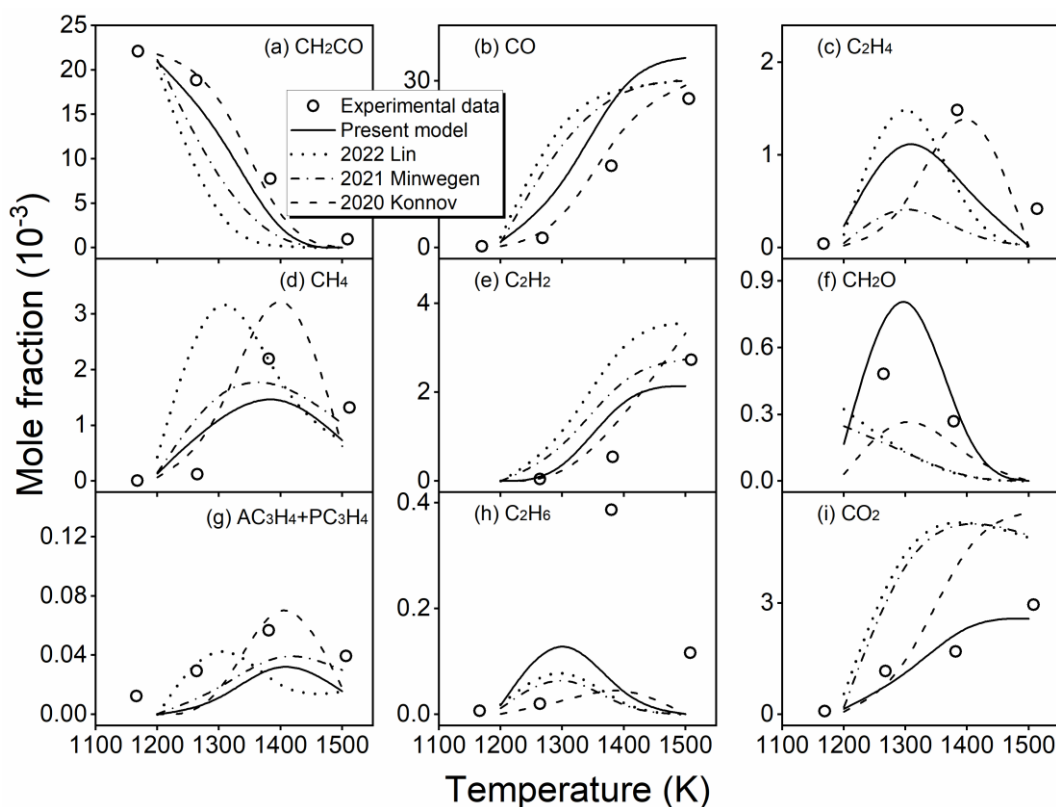 25
20
15
10
5
0
(a) CH₂CO
30
0
(b) CO
2
1
0
(c) C₂H₄
Experimental data
Present model
2022 Lin
2021 Minwegen
2020 Konnov
Mole fraction (10⁻³)
3
2
1
0
(d) CH₄
4
2
0
(e) C₂H₂
0.9
0.6
0.3
0.0
(f) CH₂O
0.12
0.08
0.04
0.00
(g) AC₃H₄+PC₃H₄
0.4
0.2
0.0
(h) C₂H₆
3
0
(i) CO₂
1100 1200 1300 1400 1500
1100 1200 1300 1400 1500
1100 1200 1300 1400 1500
Temperature (K)